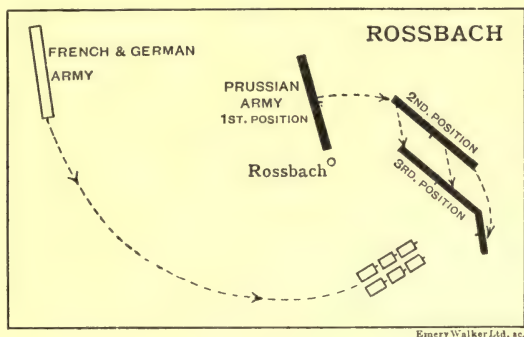 ROSSBACH
FRENCH & GERMAN
ARMY
PRUSSIAN
ARMY
1ST. POSITION
2ND. POSITION
3RD. POSITION
Rossbach
Emery Walker Ltd. sc.